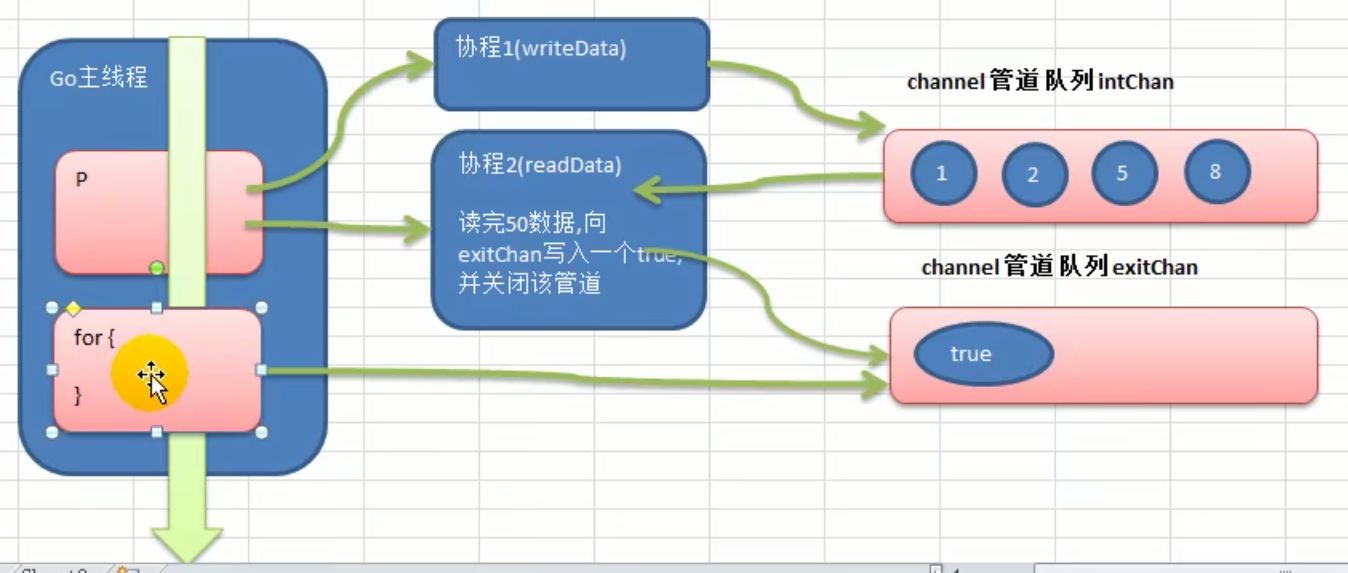 Go主线程
P
for {
}
协程1(writeData)
协程2(readData)
读完50数据,向
exitChan写入一个true,
并关闭该管道
channel 管道 队列 intChan
1
2
5
8
channel 管道 队列 exitChan
true